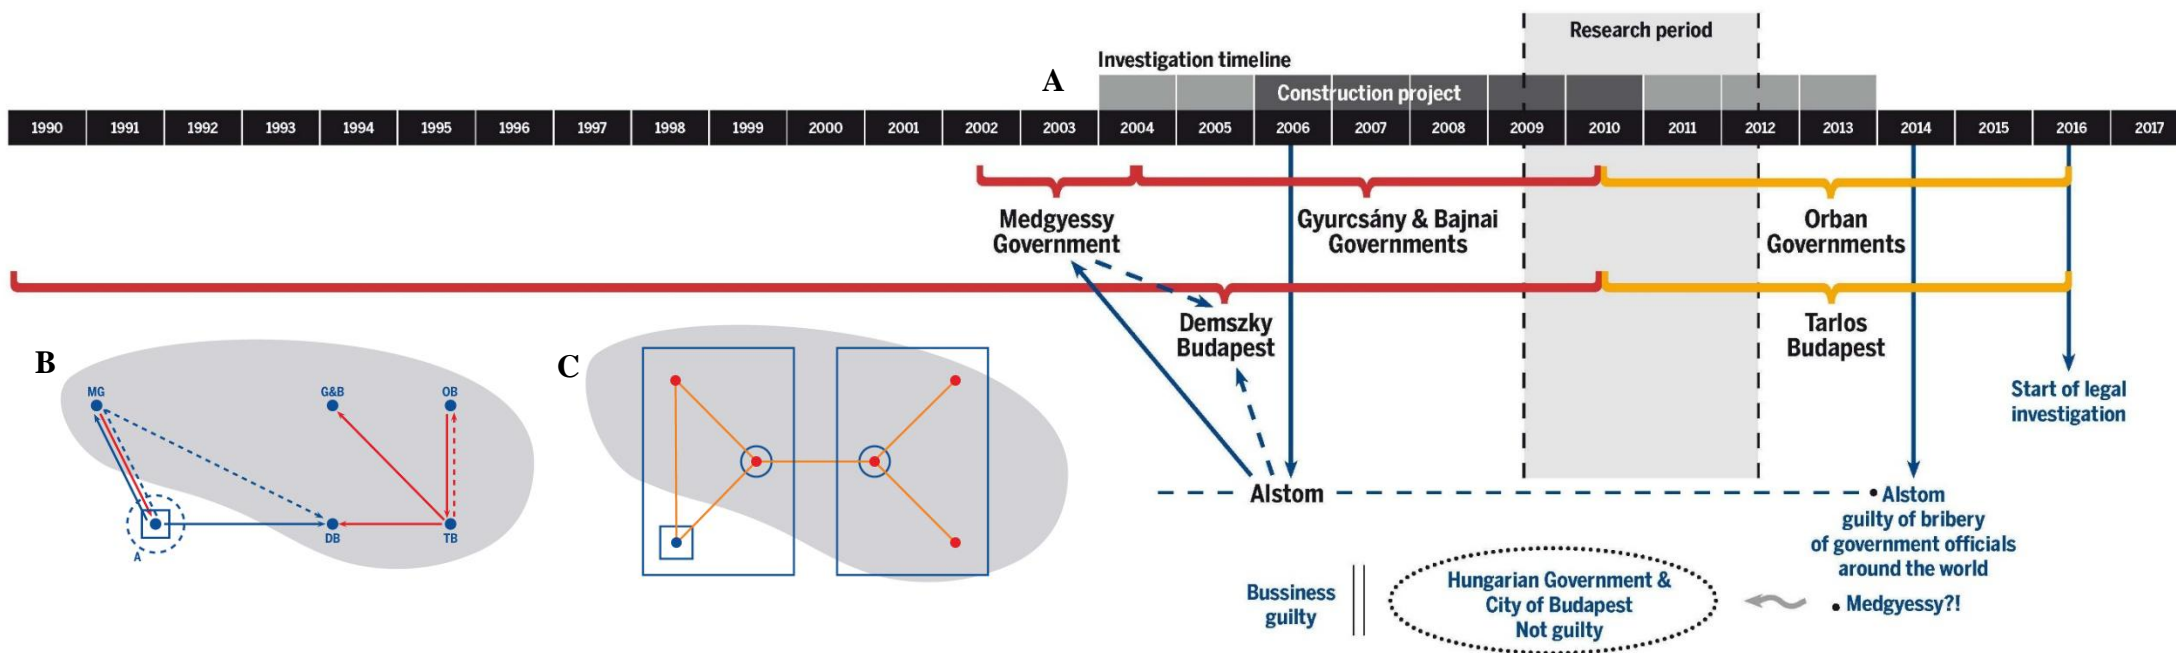 Research period
Investigation timeline
A
Construction project
1990 1991 1992 1993 1994 1995 1996 1997 1998 1999 2000 2001 2002 2003 2004 2005 2006 2007 2008 2009 2010 2011 2012 2013 2014 2015 2016 2017
Medgyessy
Government
Gyurcsány & Bajnai
Governments
Orban
Governments
Demszky
Budapest
Tarlos
Budapest
B
MG
G&B
OB
A
DB
TB
C
Start of legal
investigation
Alstom
• Alstom
guilty of bribery
of government officials
around the world
• Medgyessy?!
Bussiness
guilty
Hungarian Government &
City of Budapest
Not guilty